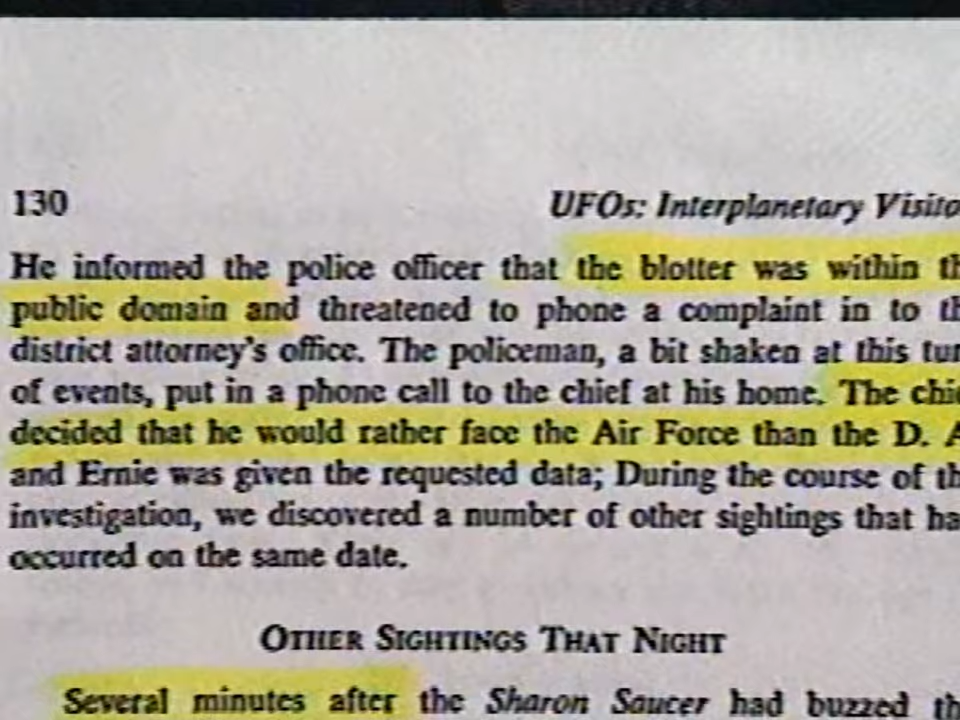 130 UFOs: Interplanetary Visito
He informed the police officer that the blotter was within th
public domain and threatened to phone a complaint in to th
district attorney's office. The policeman, a bit shaken at this tur
of events, put in a phone call to the chief at his home. The chie
decided that he would rather face the Air Force than the D. A
and Ernie was given the requested data; During the course of th
investigation, we discovered a number of other sightings that ha
occurred on the same date.
OTHER SIGHTINGS THAT NIGHT
Several minutes after the Sharon Saucer had buzzed th